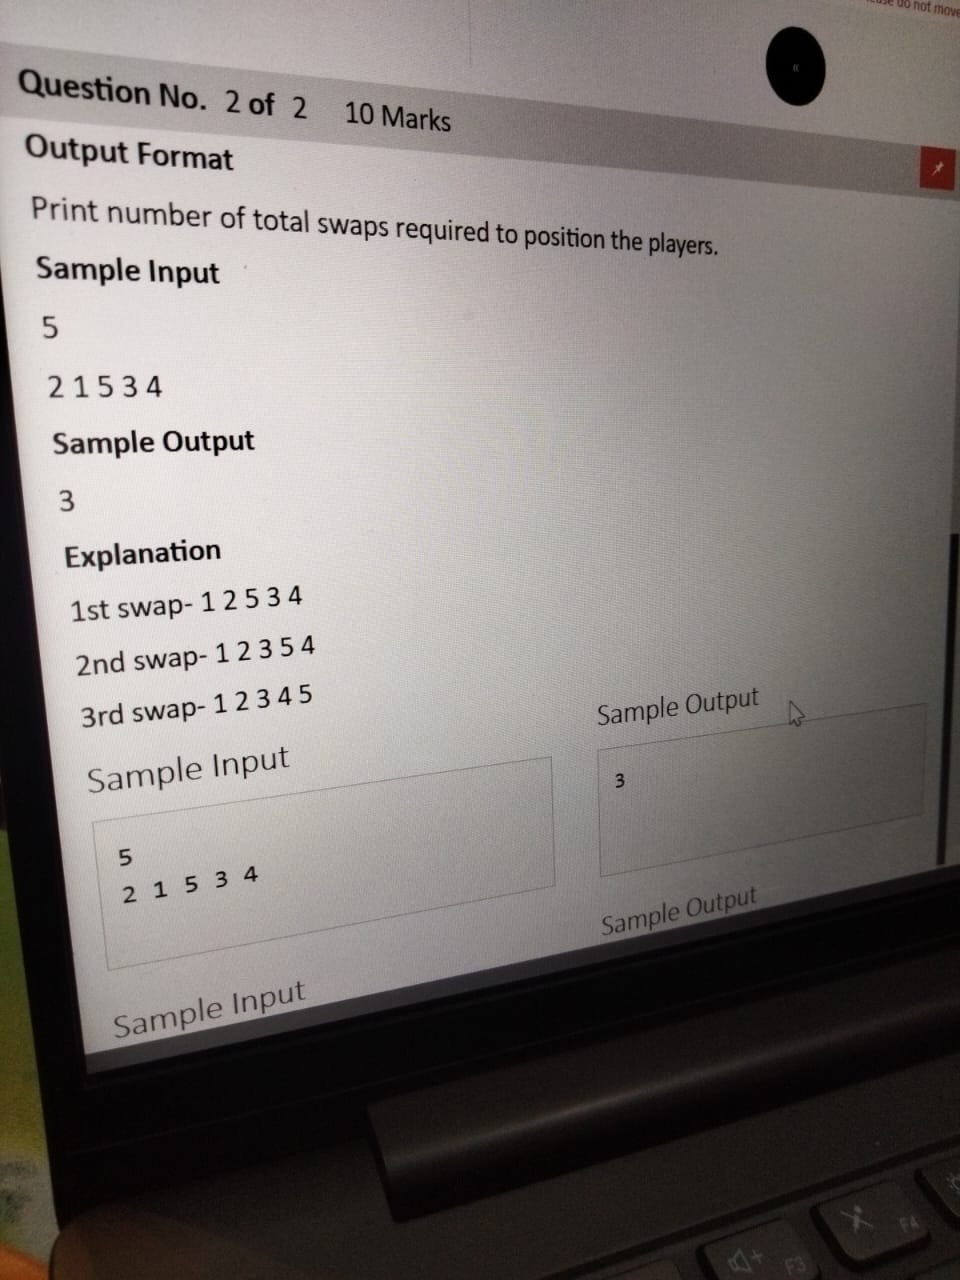 do not move
«
Question No. 2 of 2 10 Marks
Output Format
Print number of total swaps required to position the players.
Sample Input
5
2 1 5 3 4
Sample Output
3
Explanation
1st swap- 1 2 5 3 4
2nd swap- 1 2 3 5 4
3rd swap- 1 2 3 4 5
Sample Input
5
2 1 5 3 4
Sample Output
3
Sample Input
Sample Output
F3
F4